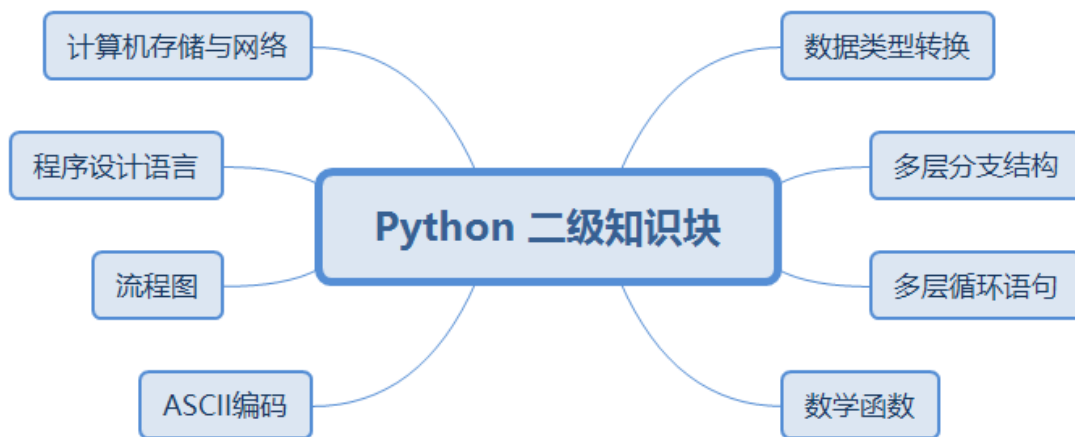 计算机存储与网络
数据类型转换
程序设计语言
多层分支结构
Python 二级知识块
流程图
多层循环语句
ASCII编码
数学函数